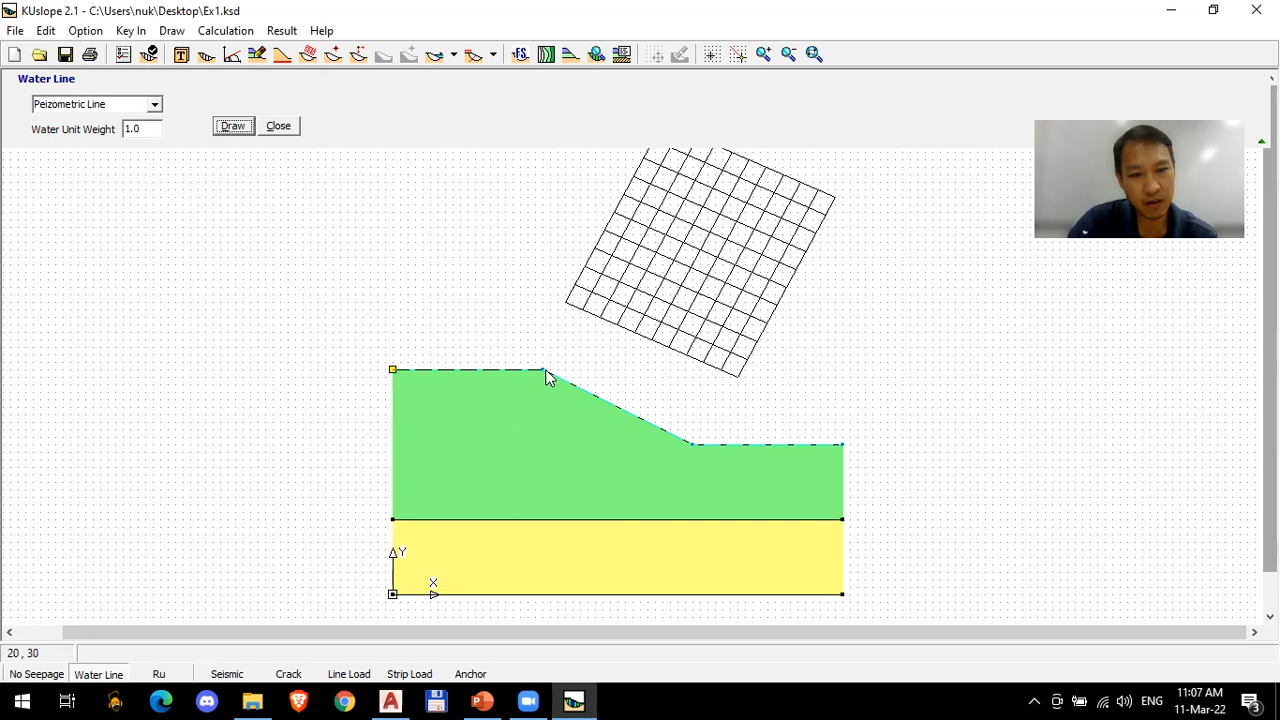 KUslope 2.1 - C:\Users\nuk\Desktop\Ex1.ksd
File Edit Option Key In Draw Calculation Result Help
T FS
Water Line
Peizometric Line
Water Unit Weight 1.0 Draw Close
Y
X
20 , 30
No Seepage Water Line Ru Seismic Crack Line Load Strip Load Anchor
A P ENG 11:07 AM
11-Mar-22 3